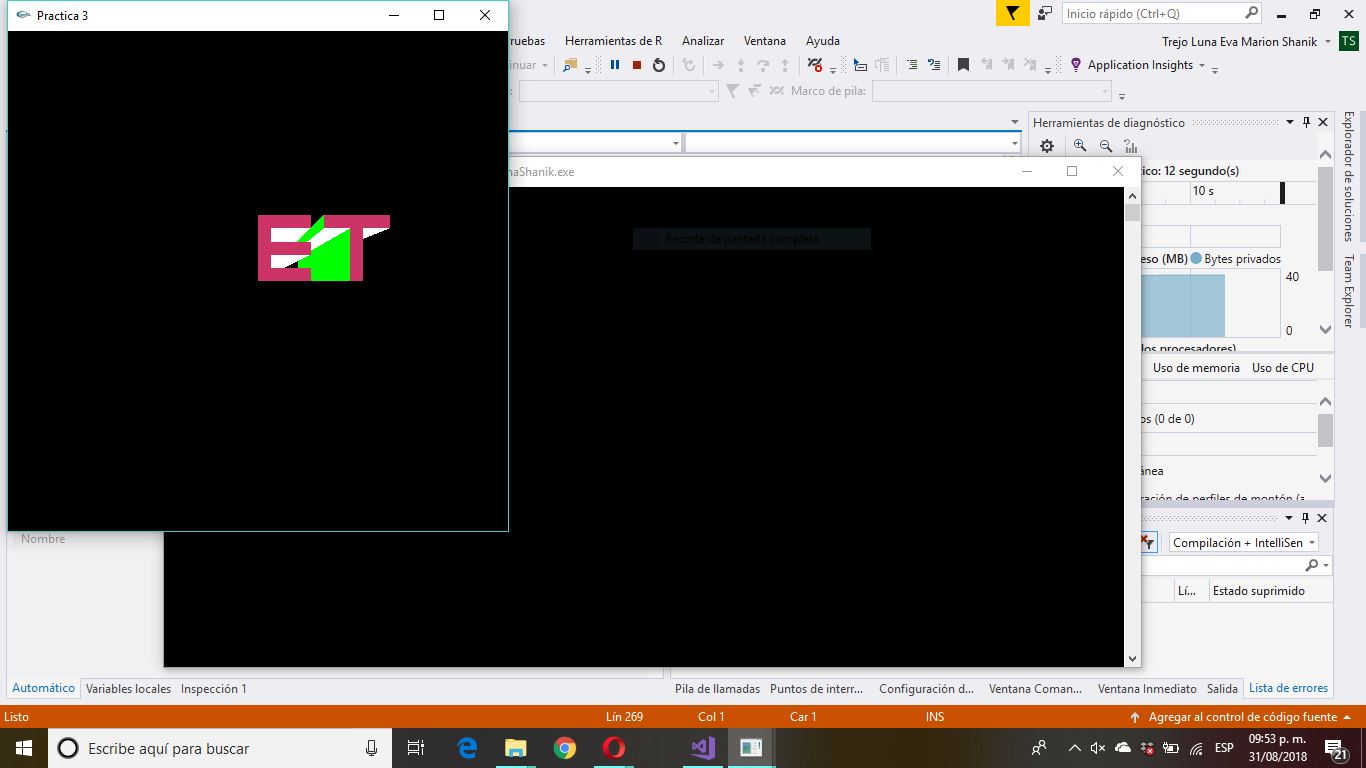 Practica 3
Inicio rápido (Ctrl+Q)
ruebas Herramientas de R Analizar Ventana Ayuda
Trejo Luna Eva Marion Shanik TS
nuar
Application Insights
Marco de pila:
Herramientas de diagnóstico
naShanik.exe
tico: 12 segundo(s)
10 s
Recorte de pantalla completa
ET
eso (MB) Bytes privados
40
0
los procesadores)
Uso de memoria Uso de CPU
os (0 de 0)
ánea
ración de perfiles de montón (a
Nombre
Compilación + IntelliSen
Lí... Estado suprimido
Automático Variables locales Inspección 1
Pila de llamadas Puntos de interr... Configuración d... Ventana Coman... Ventana Inmediato Salida Lista de errores
Explorador de soluciones
Team Explorer
Listo Lín 269 Col 1 Car 1 INS Agregar al control de código fuente
Escribe aquí para buscar
ESP
09:53 p. m.
31/08/2018
21